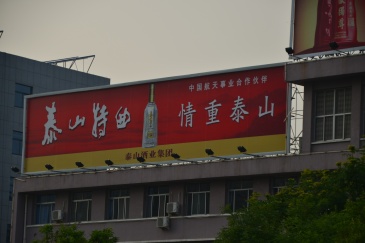 中国航天事业合作伙伴
泰山特曲
情重泰山
泰山酒业集团